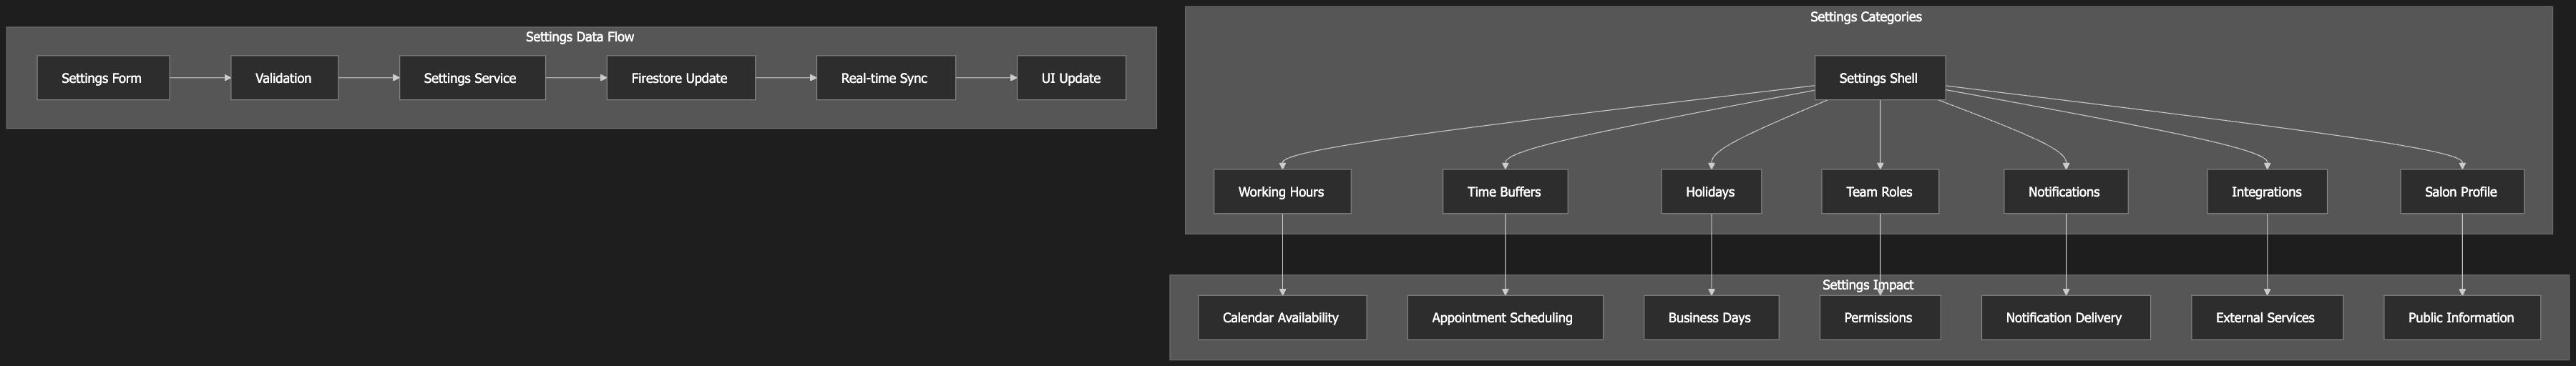 Settings Data Flow
Settings Form
Validation
Settings Service
Firestore Update
Real-time Sync
UI Update
Settings Categories
Settings Shell
Working Hours
Time Buffers
Holidays
Team Roles
Notifications
Integrations
Salon Profile
Settings Impact
Calendar Availability
Appointment Scheduling
Business Days
Permissions
Notification Delivery
External Services
Public Information